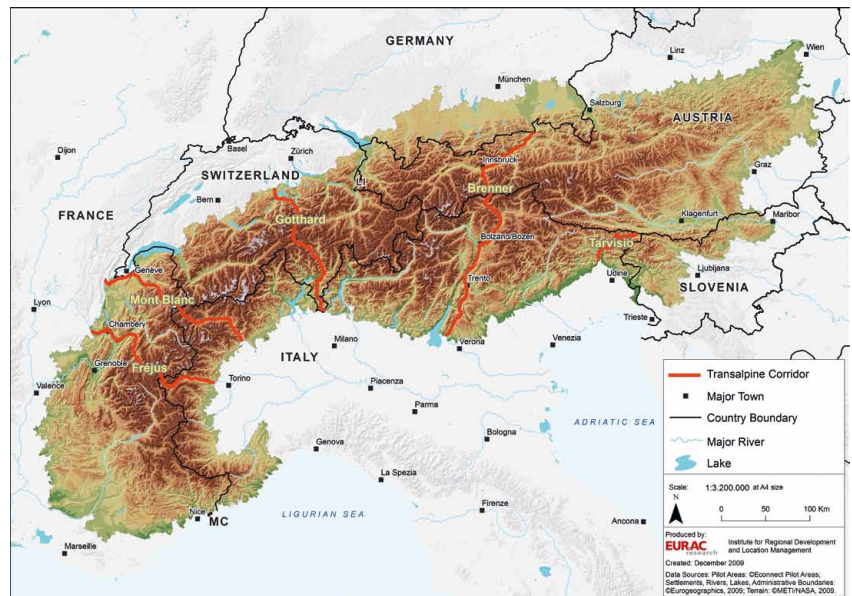 GERMANY
Linz
Wien
München
Salzburg
AUSTRIA
Dijon
Basel
Zürich
Innsbruck
SWITZERLAND
LI
Brenner
Graz
Bern
FRANCE
Gotthard
Klagenfurt
Maribor
Bolzano/Bozen
Tarvisio
Genève
Trento
Udine
Ljubljana
SLOVENIA
Mont Blanc
Lyon
Chambéry
Trieste
Milano
Verona
Venezia
ITALY
Grenoble
Fréjus
Valence
Torino
Piacenza
Parma
ADRIATIC SEA
Bologna
Genova
La Spezia
Nice
MC
LIGURIAN SEA
Firenze
Ancona
Marseille
Transalpine Corridor
Major Town
Country Boundary
Major River
Lake
Scale: 1:3.200.000 at A4 size
N
0 50 100 Km
Produced by:
EURAC
research
Institute for Regional Development
and Location Management
Created: December 2009
Data Sources: Pilot Areas: ©Econnect Pilot Areas;
Settlements, Rivers, Lakes, Administrative Boundaries:
©Eurogeographics, 2009; Terrain: ©METI/NASA, 2009.